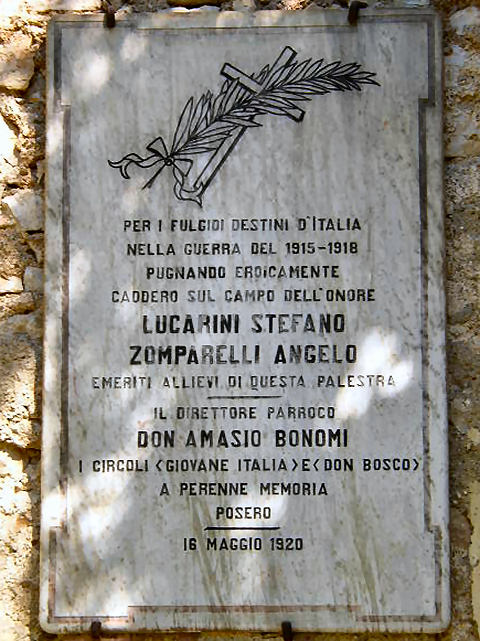 PER I FULGIDI DESTINI D'ITALIA
NELLA GUERRA DEL 1915-1918
PUGNANDO EROICAMENTE
CADDERO SUL CAMPO DELL'ONORE
LUCARINI STEFANO
ZOMPARELLI ANGELO
EMERITI ALLIEVI DI QUESTA PALESTRA
IL DIRETTORE PARROCO
DON AMASIO BONOMI
I CIRCOLI <GIOVANE ITALIA> E <DON BOSCO>
A PERENNE MEMORIA
POSERO
16 MAGGIO 1920